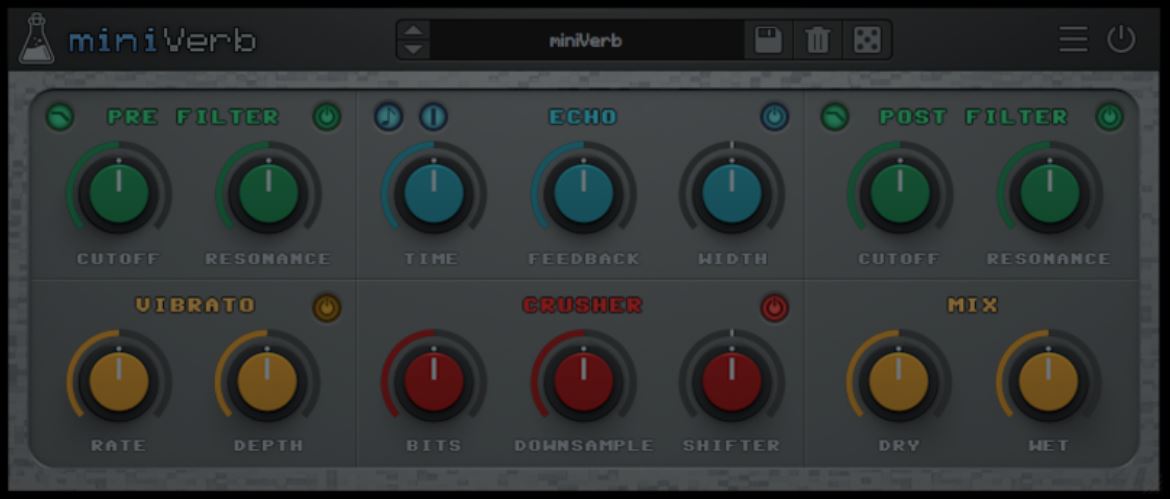 miniVerb
miniVerb
PRE FILTER
ECHO
POST FILTER
CUTOFF
RESONANCE
TIME
FEEDBACK
WIDTH
CUTOFF
RESONANCE
VIBRATO
CRUSHER
MIX
RATE
DEPTH
BITS
DOWNSAMPLE
SHIFTER
DRY
WET